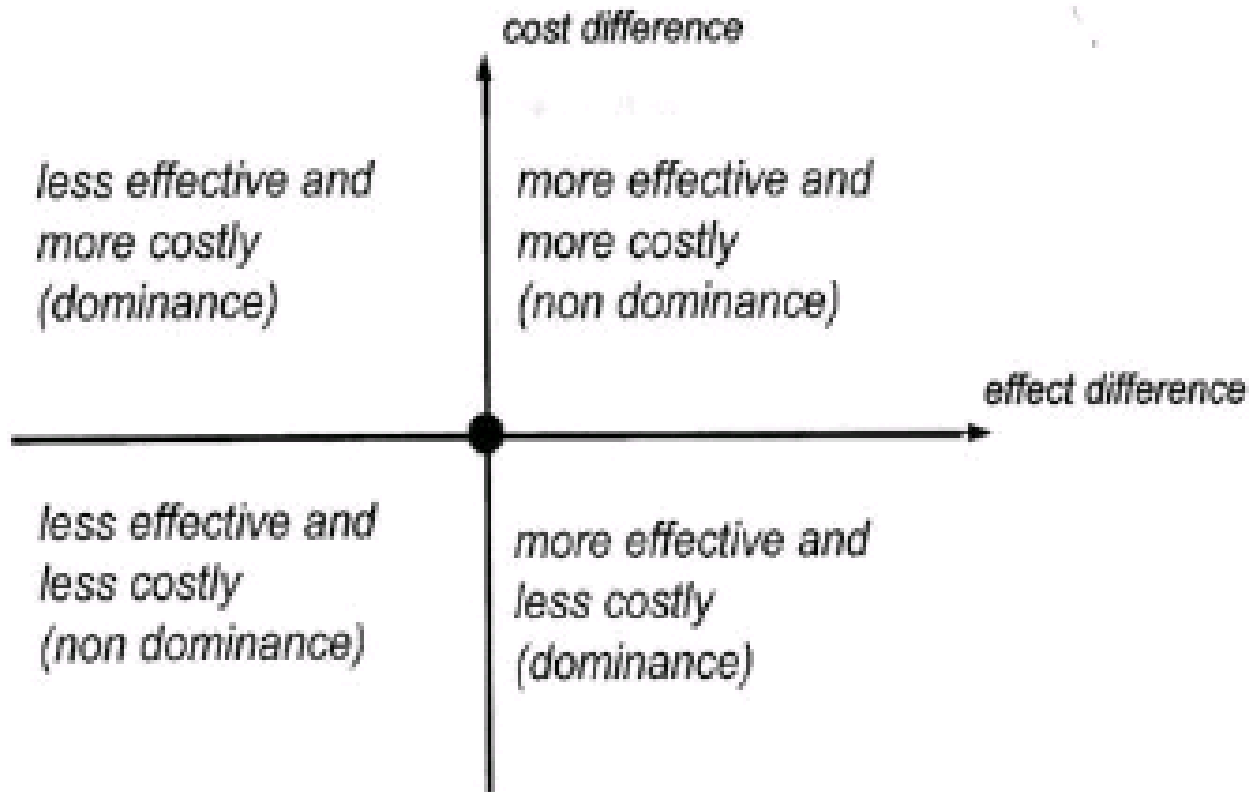 cost difference
less effective and
more costly
(dominance)
more effective and
more costly
(non dominance)
effect difference
less effective and
less costly
(non dominance)
more effective and
less costly
(dominance)